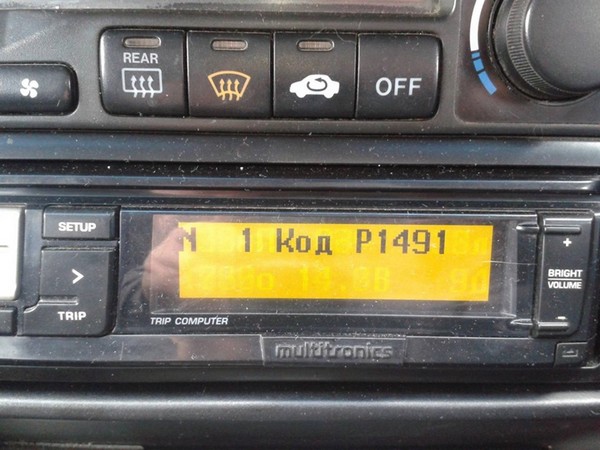 REAR
OFF
SETUP
N 1 Код P1491
>
TRIP
TRIP COMPUTER
+
BRIGHT
VOLUME
-
multitronics